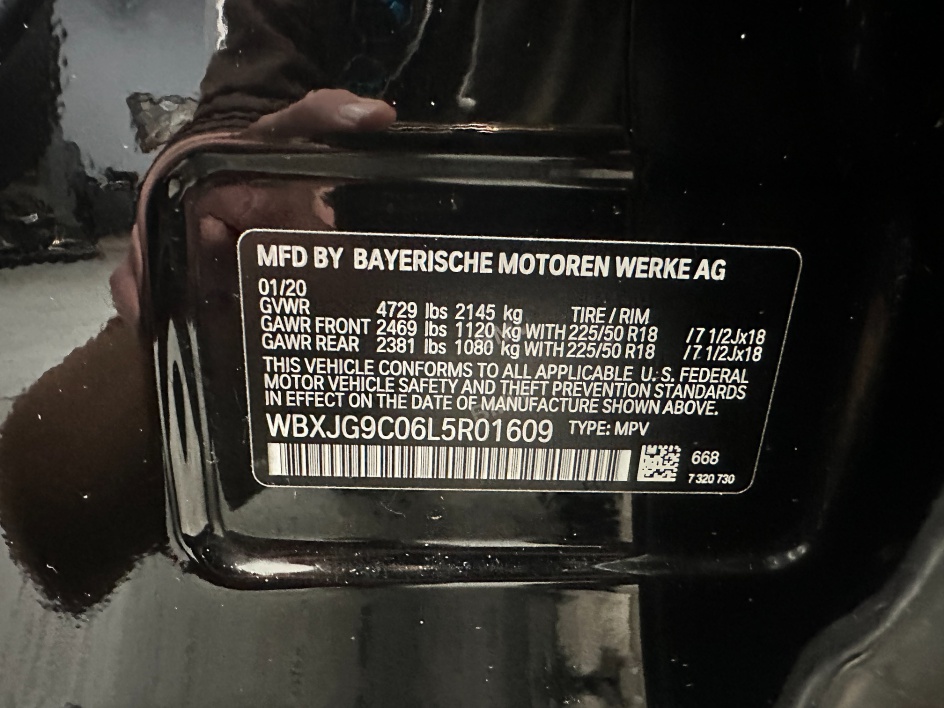 MFD BY BAYERISCHE MOTOREN WERKE AG
01/20
GVWR 4729 lbs 2145 kg TIRE / RIM
GAWR FRONT 2469 lbs 1120 kg WITH 225/50 R18 /7 1/2Jx18
GAWR REAR 2381 lbs 1080 kg WITH 225/50 R18 /7 1/2Jx18
THIS VEHICLE CONFORMS TO ALL APPLICABLE U. S. FEDERAL
MOTOR VEHICLE SAFETY AND THEFT PREVENTION STANDARDS
IN EFFECT ON THE DATE OF MANUFACTURE SHOWN ABOVE.
WBXJG9C06L5R01609 TYPE: MPV
668
7 320 730